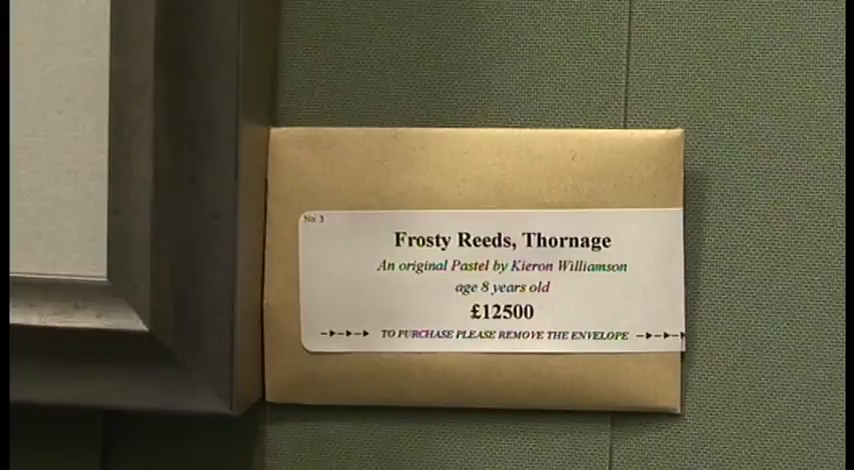 No. 3
Frosty Reeds, Thornage
An original Pastel by Kieron Williamson
age 8 years old
£12500
TO PURCHASE PLEASE REMOVE THE ENVELOPE